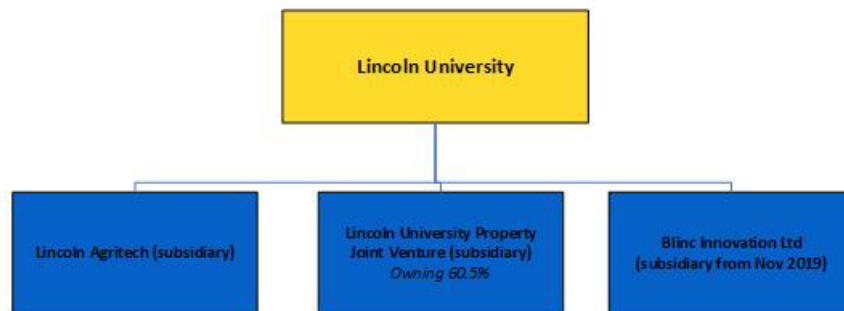 Lincoln University
Lincoln Agritech (subsidiary)
Lincoln University Property
Joint Venture (subsidiary)
Owning 60.5%
Blinc Innovation Ltd
(subsidiary from Nov 2019)